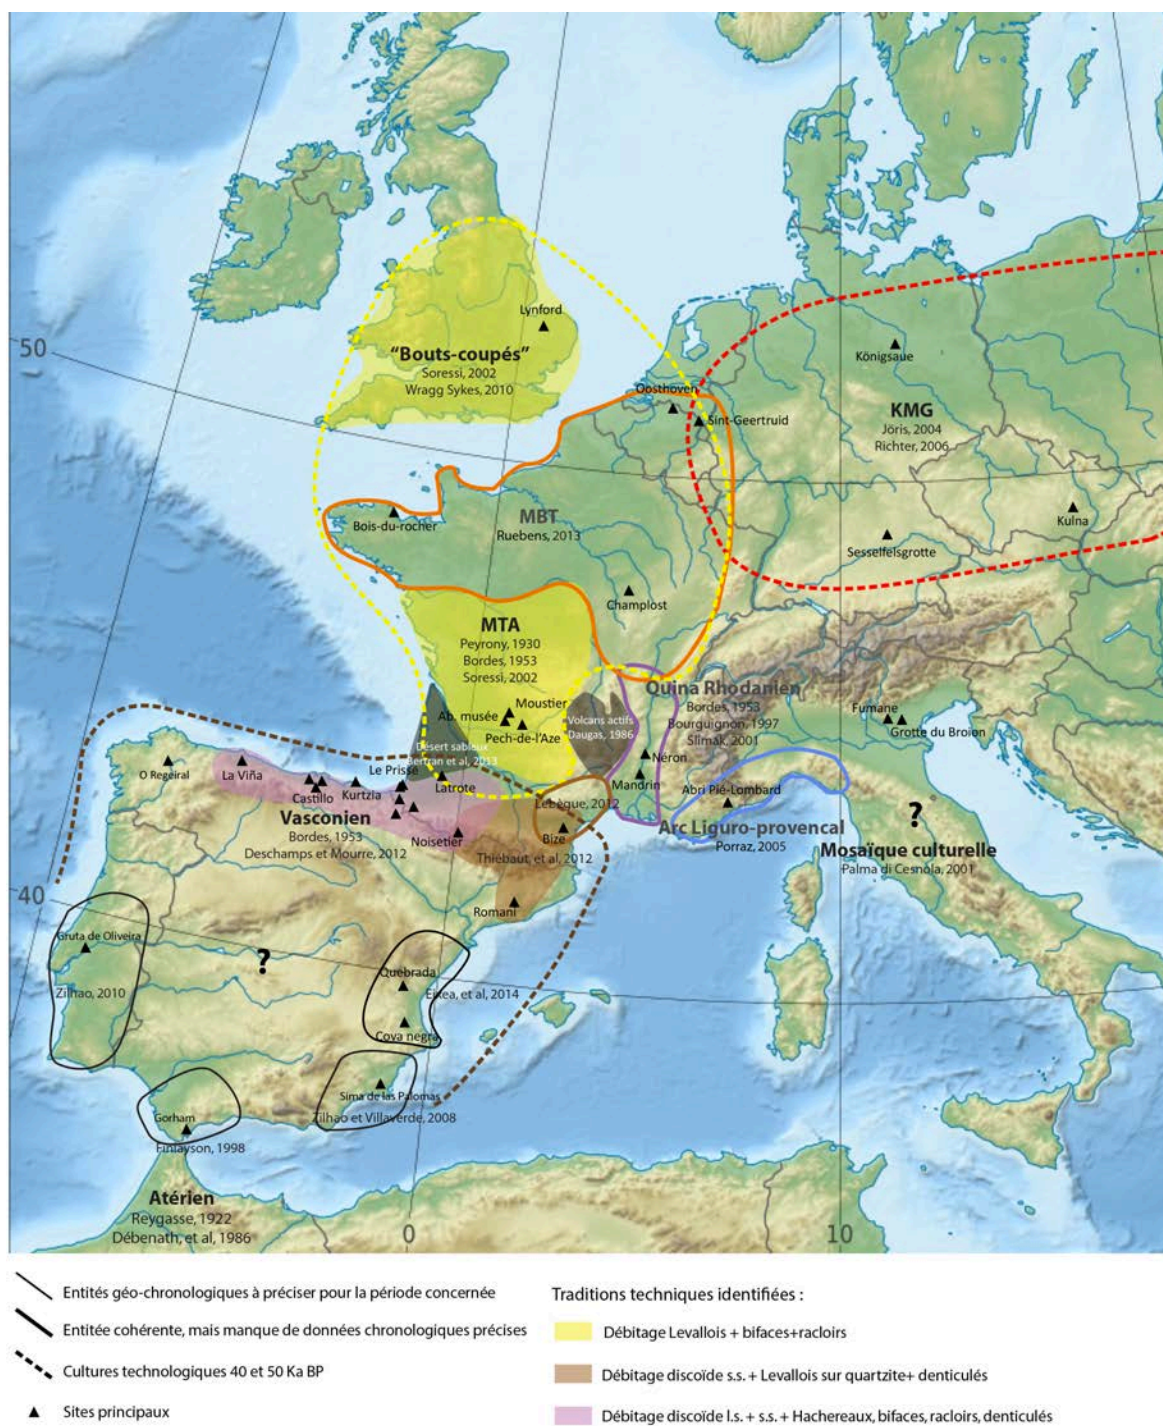 50
Lynford
"Bouts-coupés"
Soressi, 2002
Wragg Sykes, 2010
Königsaue
Oosthoven
Sint-Geertruid
KMG
Jöris, 2004
Richter, 2006
Bois-du-rocher
MBT
Ruebens, 2013
Kulna
Sesselfelsgrotte
Champlost
MTA
Peyrony, 1930
Bordes, 1953
Soressi, 2002
Quina Rhodanien
Bordes, 1953
Bourguignon, 1997
Slimak, 2001
Moustier
Ab. musée
Pech-de-l'Aze
Volcans actifs
Daugas, 1986
Fumane
Grotte du Broion
Désert sableux
Bertran et al, 2013
Néron
Mandrin
Abri Pié-Lombard
O Regeiral
La Viña
Le Prissé
Castillo
Kurtzia
Latrote
Lebègue, 2012
Vasconien
Bordes, 1953
Deschamps et Mourre, 2012
Noisetier
Bize
Thiébaut, et al, 2012
Arc Liguro-provençal
Porraz, 2005
?
Mosaïque culturelle
Palma di Cesnola, 2001
40
Romani
Gruta de Oliveira
Zilhao, 2010
?
Quebrada
Eixea, et al, 2014
Cova negra
Sima de las Palomas
Zilhao et Villaverde, 2008
Gorham
Finlayson, 1998
Atérien
Reygasse, 1922
Débenath, et al, 1986
0
10
Entités géo-chronologiques à préciser pour la période concernée
Entitée cohérente, mais manque de données chronologiques précises
Cultures technologiques 40 et 50 Ka BP
Sites principaux
Traditions techniques identifiées :
Débitage Levallois + bifaces+racloirs
Débitage discoïde s.s. + Levallois sur quartzite+ denticulés
Débitage discoïde l.s. + s.s. + Hachereaux, bifaces, racloirs, denticulés